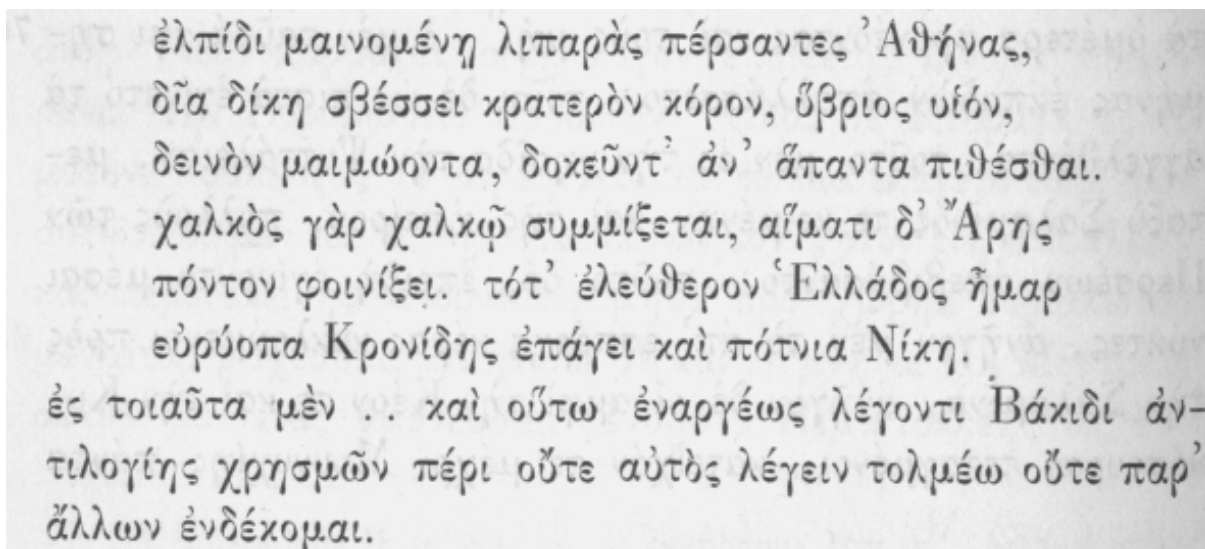 ἐλπίδι μαινομένῃ λιπαρὰς πέρσαντες Ἀθήνας,
δῖα δίκη σβέσσει κρατερὸν κόρον, ὕβριος υἱόν,
δεινὸν μαιμώοντα, δοκεῦντ᾽ ἀν᾽ ἅπαντα πιθέσθαι.
χαλκὸς γὰρ χαλκῷ συμμίξεται, αἵματι δ᾽ Ἄρης
πόντον φοινίξει. τότ᾽ ἐλεύθερον Ἑλλάδος ἦμαρ
εὐρύοπα Κρονίδης ἐπάγει καὶ πότνια Νίκη.
ἐς τοιαῦτα μὲν καὶ οὕτω ἐναργέως λέγοντι Βάκιδι ἀν-
τιλογίης χρησμῶν πέρι οὔτε αὐτὸς λέγειν τολμέω οὔτε παρ᾽
ἄλλων ἐνδέκομαι.